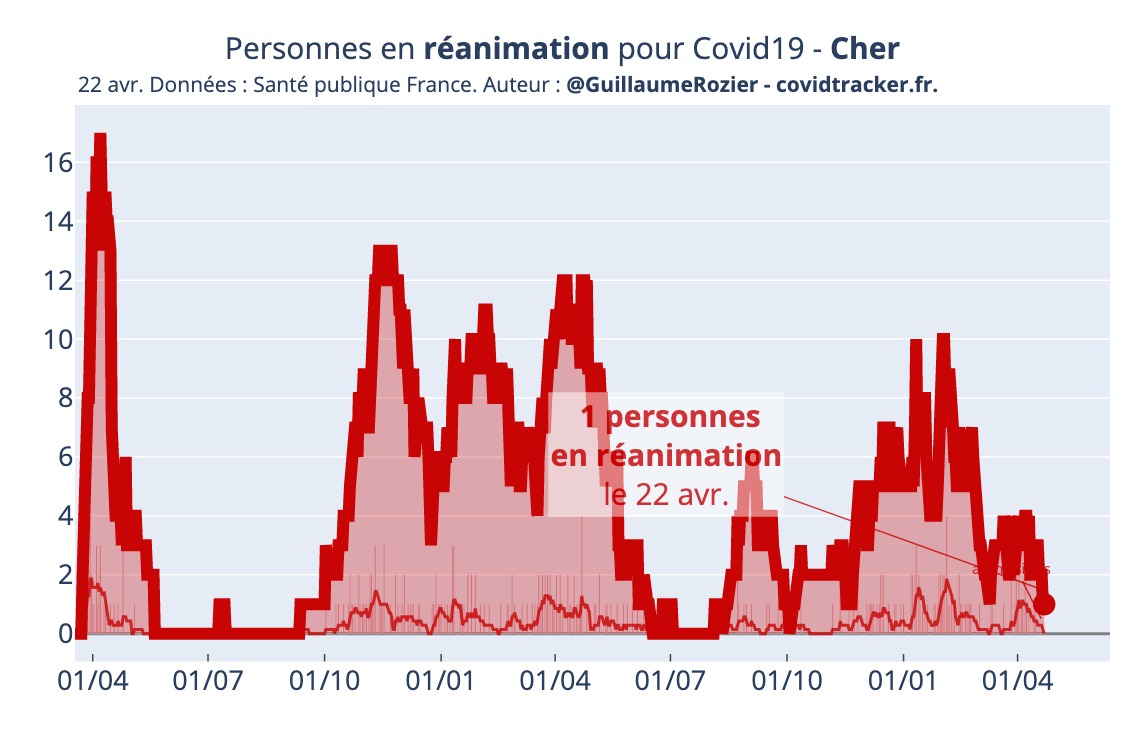 Personnes en réanimation pour Covid19 - Cher
22 avr. Données : Santé publique France. Auteur : @GuillaumeRozier - covidtracker.fr.
16
14
12
10
8
6
4
2
0
1 personnes
en réanimation
le 22 avr.
01/04 01/07 01/10 01/01 01/04 01/07 01/10 01/01 01/04